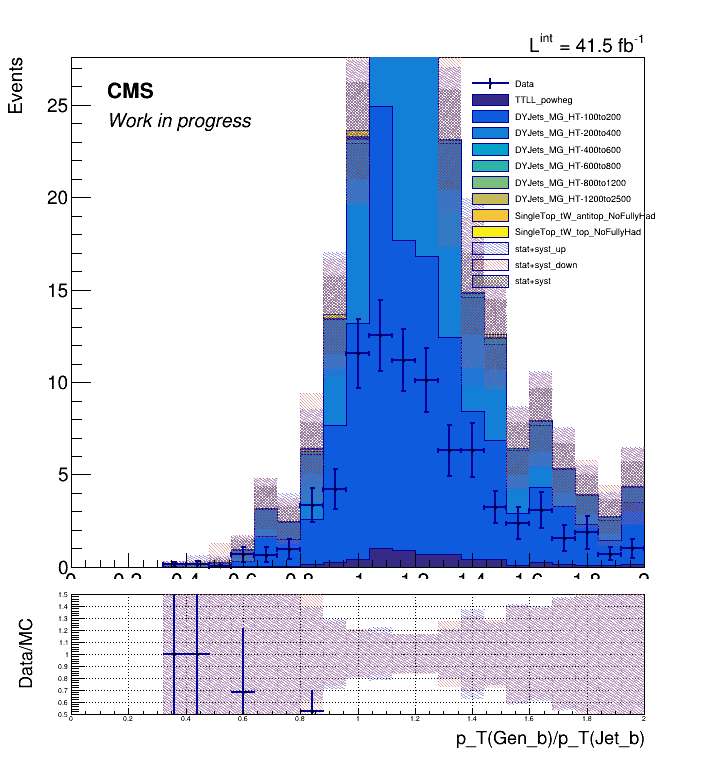 L^int = 41.5 fb^-1
Events
CMS
Work in progress
Data
TTLL_powheg
DYJets_MG_HT-100to200
DYJets_MG_HT-200to400
DYJets_MG_HT-400to600
DYJets_MG_HT-600to800
DYJets_MG_HT-800to1200
DYJets_MG_HT-1200to2500
SingleTop_tW_antitop_NoFullyHad
SingleTop_tW_top_NoFullyHad
stat+syst_up
stat+syst_down
stat+syst
25
20
15
10
5
0
0 0.2 0.4 0.6 0.8 1 1.2 1.4 1.6 1.8 2
Data/MC
1.5
1.4
1.3
1.2
1.1
1
0.9
0.8
0.7
0.6
0.5
0 0.2 0.4 0.6 0.8 1 1.2 1.4 1.6 1.8 2
p_T(Gen_b)/p_T(Jet_b)